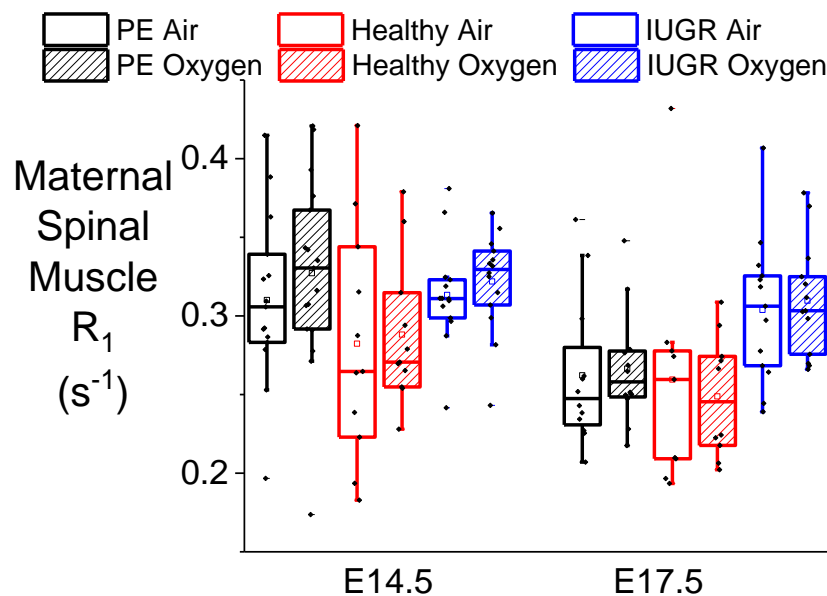 PE Air Healthy Air IUGR Air
PE Oxygen Healthy Oxygen IUGR Oxygen
Maternal
Spinal
Muscle
R₁
(s⁻¹)
0.4
0.3
0.2
E14.5 E17.5